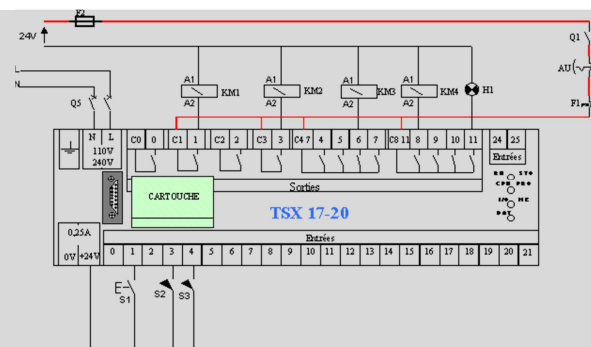 F2
24V
Q1
L
N
AU
A1 A1 A1 A1
KM1 KM2 KM3 KM4 H1
A2 A2 A2 A2
Q5
N L C0 0 C1 1 C2 2 C3 3 C4 7 4 5 6 7 C8 11 8 9 10 11 24 25
110V
240V
Entrées
Sorties
CARTOUCHE
TSX 17-20
0,25A
0V +24V
Entrées
0 1 2 3 4 5 6 7 8 9 10 11 12 13 14 15 16 17 18 19 20 21
S1 S2 S3